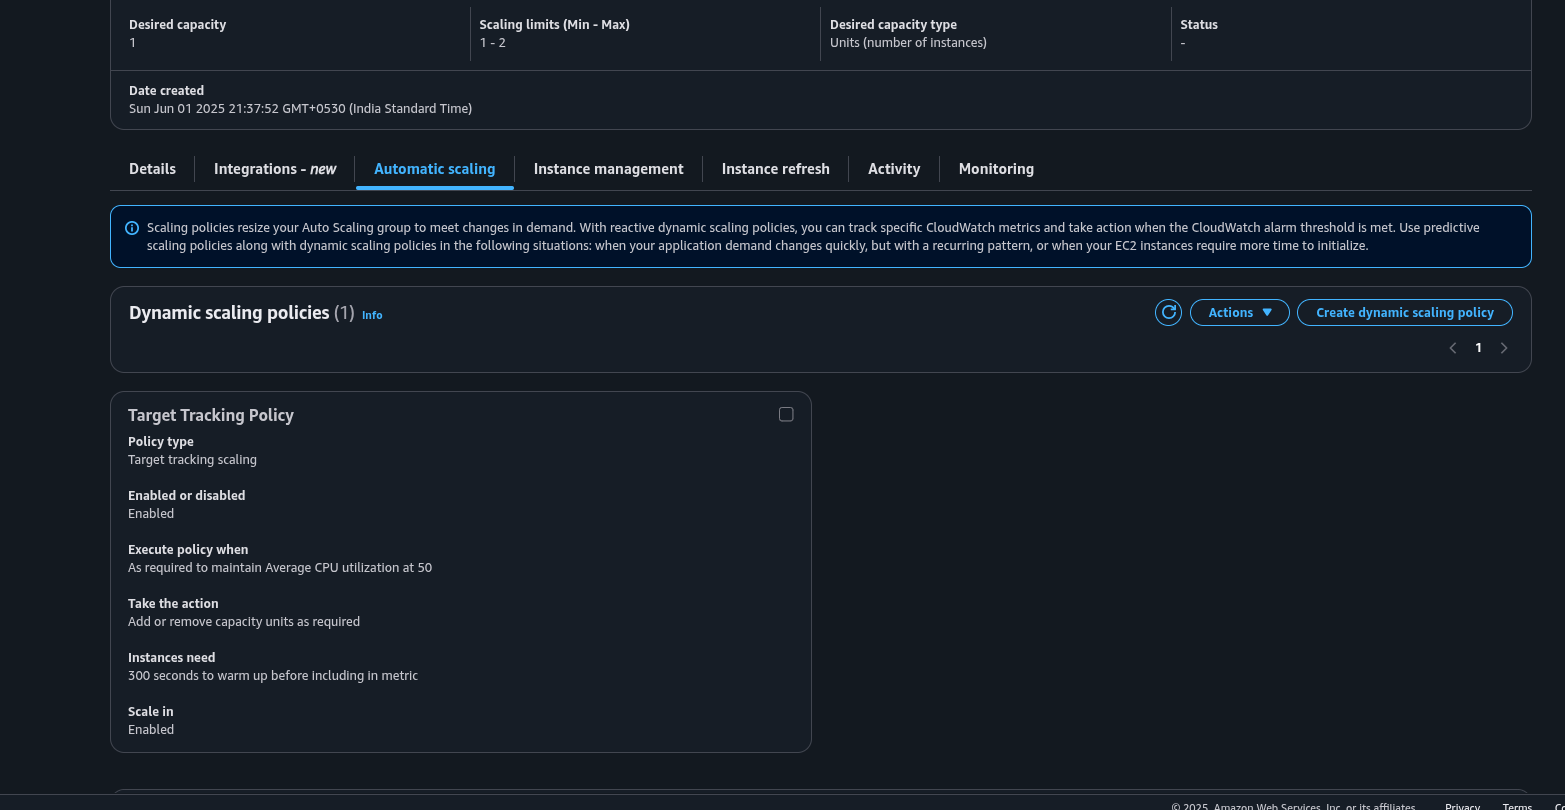 Desired capacity
1
Scaling limits (Min - Max)
1 - 2
Desired capacity type
Units (number of instances)
Status
-
Date created
Sun Jun 01 2025 21:37:52 GMT+0530 (India Standard Time)
Details
Integrations - new
Automatic scaling
Instance management
Instance refresh
Activity
Monitoring
Scaling policies resize your Auto Scaling group to meet changes in demand. With reactive dynamic scaling policies, you can track specific CloudWatch metrics and take action when the CloudWatch alarm threshold is met. Use predictive
scaling policies along with dynamic scaling policies in the following situations: when your application demand changes quickly, but with a recurring pattern, or when your EC2 instances require more time to initialize.
Dynamic scaling policies (1) Info
Actions
Create dynamic scaling policy
1
Target Tracking Policy
Policy type
Target tracking scaling
Enabled or disabled
Enabled
Execute policy when
As required to maintain Average CPU utilization at 50
Take the action
Add or remove capacity units as required
Instances need
300 seconds to warm up before including in metric
Scale in
Enabled
© 2025, Amazon Web Services, Inc. or its affiliates.
Privacy
Terms